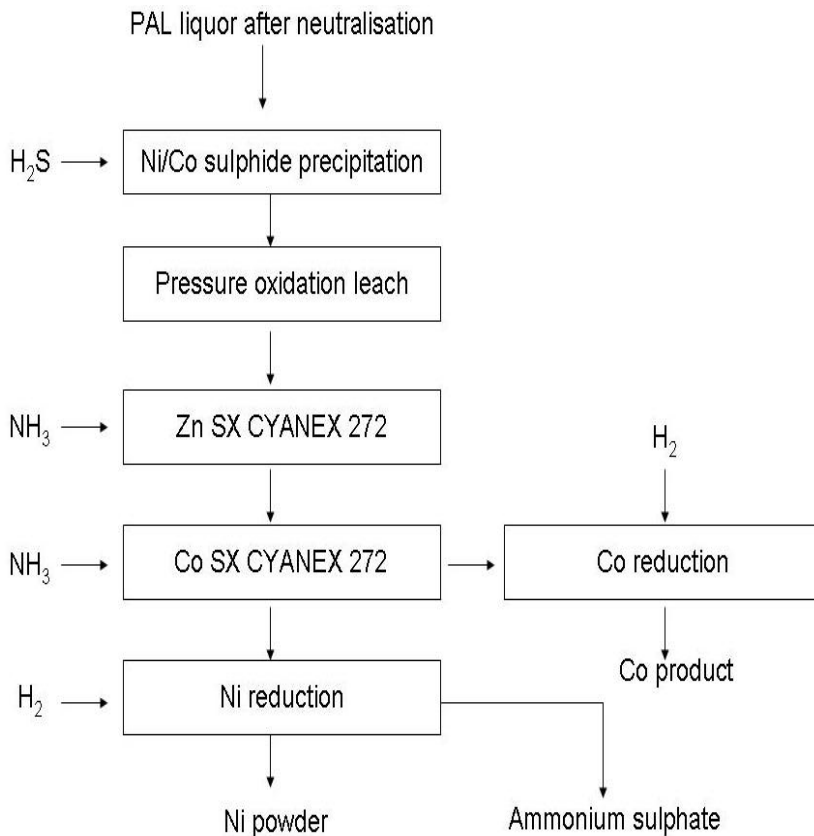 PAL liquor after neutralisation
H₂S
Ni/Co sulphide precipitation
Pressure oxidation leach
NH₃
Zn SX CYANEX 272
H₂
NH₃
Co SX CYANEX 272
Co reduction
Co product
H₂
Ni reduction
Ni powder
Ammonium sulphate